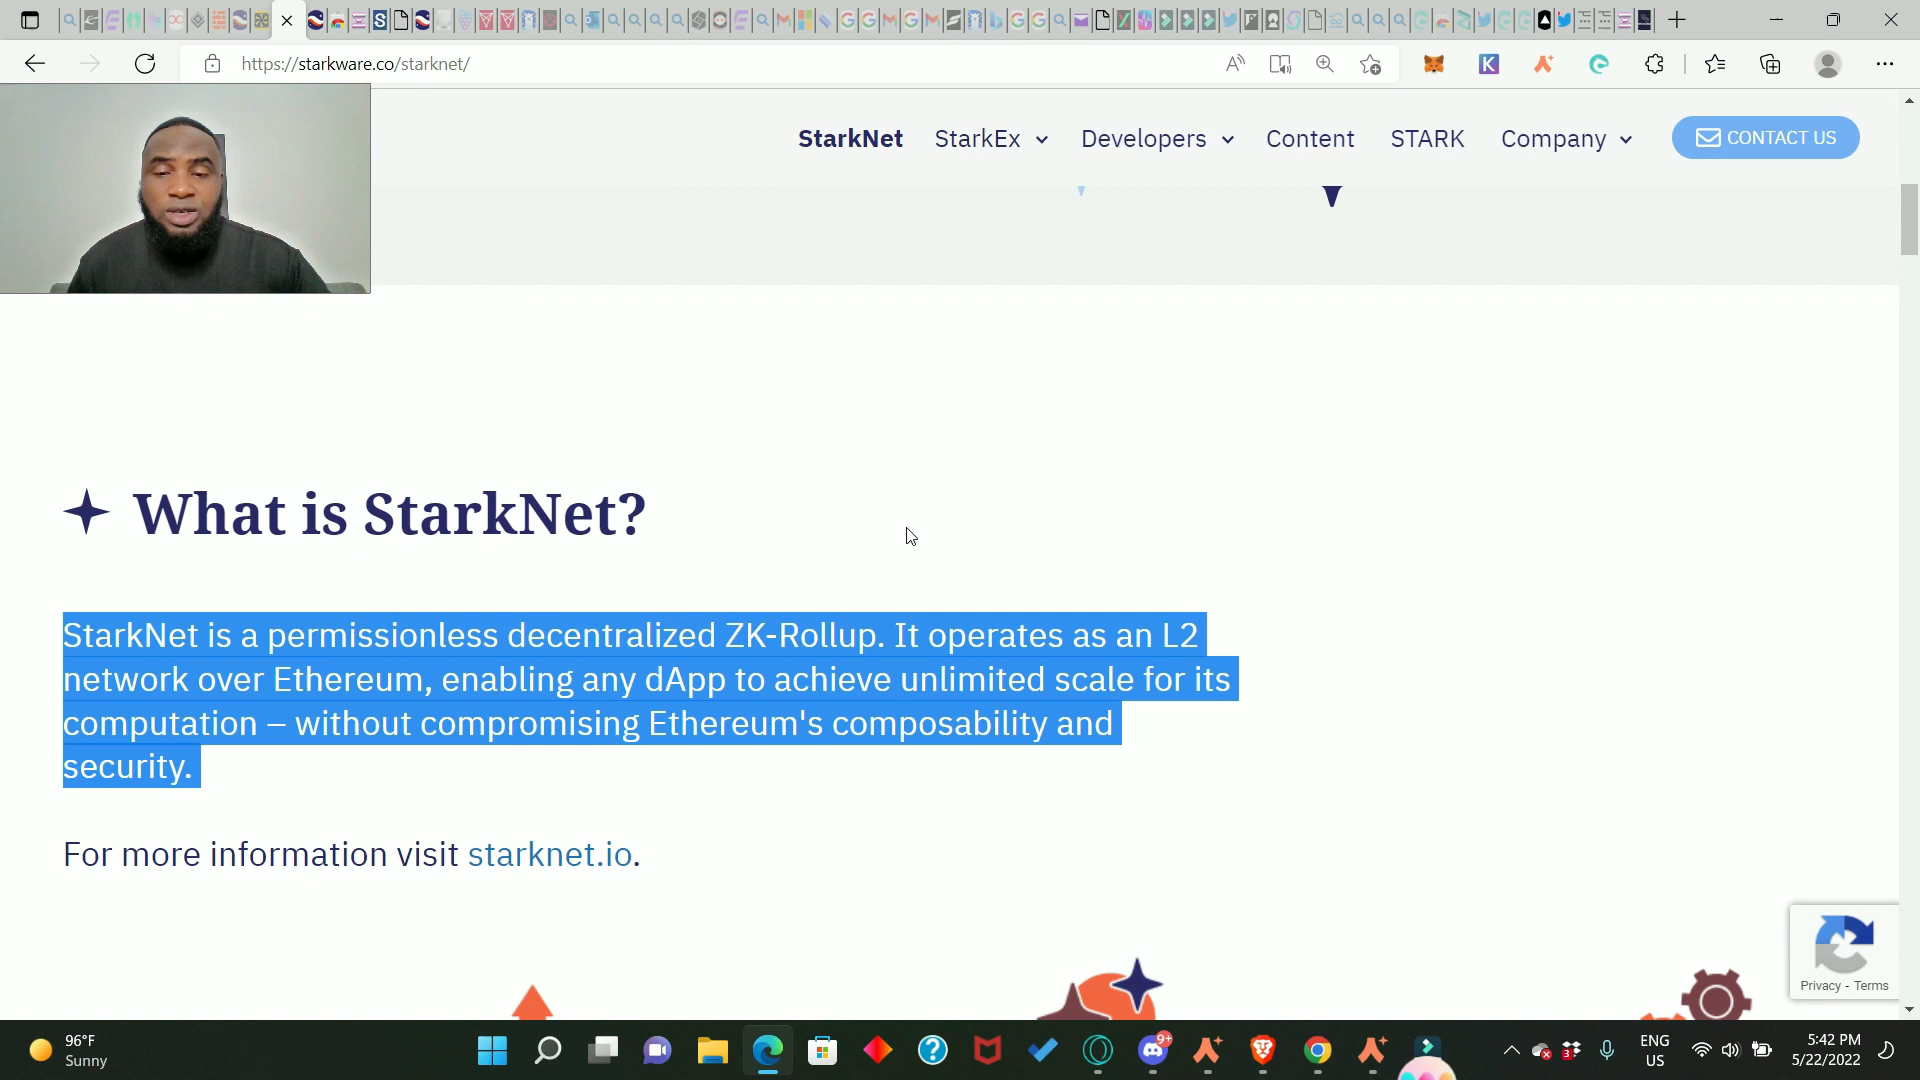 https://starkware.co/starknet/
StarkNet
StarkEx
Developers
Content
STARK
Company
CONTACT US
What is StarkNet?
StarkNet is a permissionless decentralized ZK-Rollup. It operates as an L2
network over Ethereum, enabling any dApp to achieve unlimited scale for its
computation – without compromising Ethereum's composability and
security.
For more information visit starknet.io.
Privacy - Terms
96°F
Sunny
9+
3
ENG
US
5:42 PM
5/22/2022